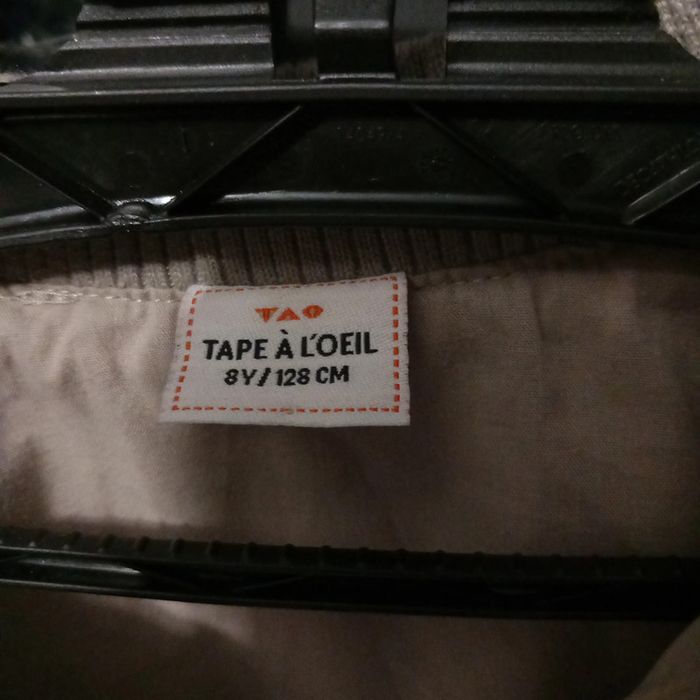 TAO
TAPE À L'OEIL
8Y/128 CM